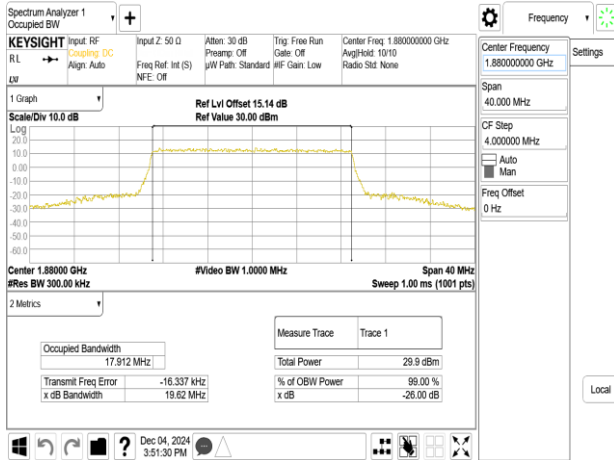 Spectrum Analyzer 1
Occupied BW
Frequency
KEYSIGHT
Input: RF
Coupling: DC
Align: Auto
Input Z: 50 Ω
Freq Ref: Int (S)
NFE: Off
Atten: 30 dB
Preamp: Off
µW Path: Standard
Trig: Free Run
Gate: Off
#IF Gain: Low
Center Freq: 1.880000000 GHz
Avg|Hold: 10/10
Radio Std: None
RL
LXI
Center Frequency
1.880000000 GHz
Settings
Span
40.000 MHz
CF Step
4.000000 MHz
Auto
Man
Freq Offset
0 Hz
Local
1 Graph
Scale/Div 10.0 dB
Ref Lvl Offset 15.14 dB
Ref Value 30.00 dBm
Log
20.0
10.0
0.00
-10.0
-20.0
-30.0
-40.0
-50.0
-60.0
Center 1.88000 GHz
#Video BW 1.0000 MHz
Span 40 MHz
#Res BW 300.00 kHz
Sweep 1.00 ms (1001 pts)
2 Metrics
Measure Trace
Trace 1
Occupied Bandwidth
17.912 MHz
Total Power
29.9 dBm
Transmit Freq Error
-16.337 kHz
% of OBW Power
99.00 %
x dB Bandwidth
19.62 MHz
x dB
-26.00 dB
?
Dec 04, 2024
3:51:30 PM